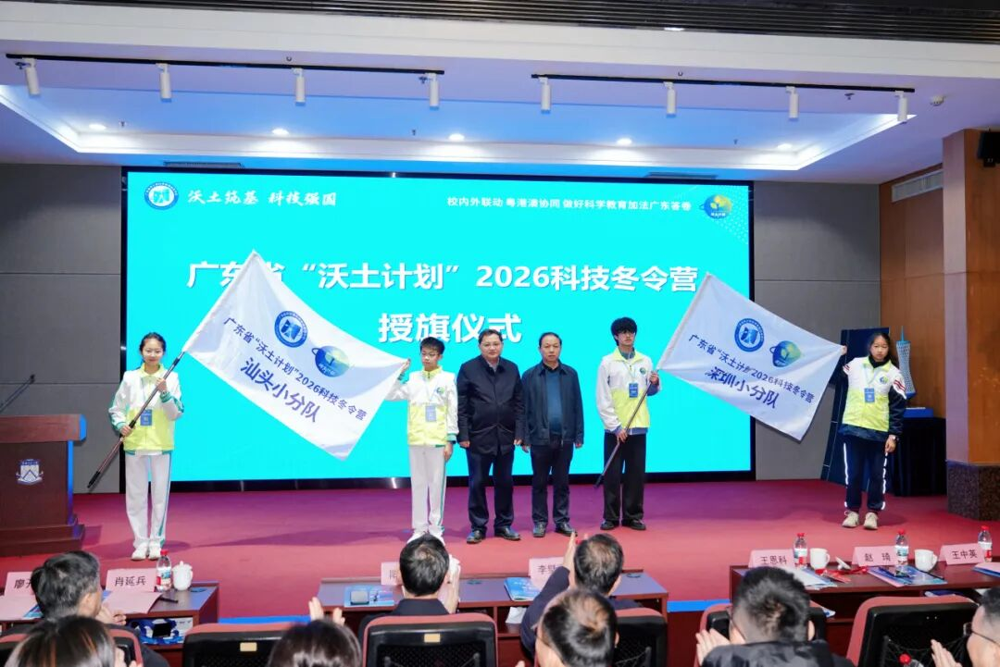 沃土筑基 科技强国
校内外联动 粤港澳协同 做好科学教育加法广东答卷
广东省“沃土计划”2026科技冬令营
授旗仪式
广东省“沃土计划”2026科技冬令营
汕头小分队
广东省“沃土计划”2026科技冬令营
深圳小分队
肖延兵
王恩科
赵琦
王中英